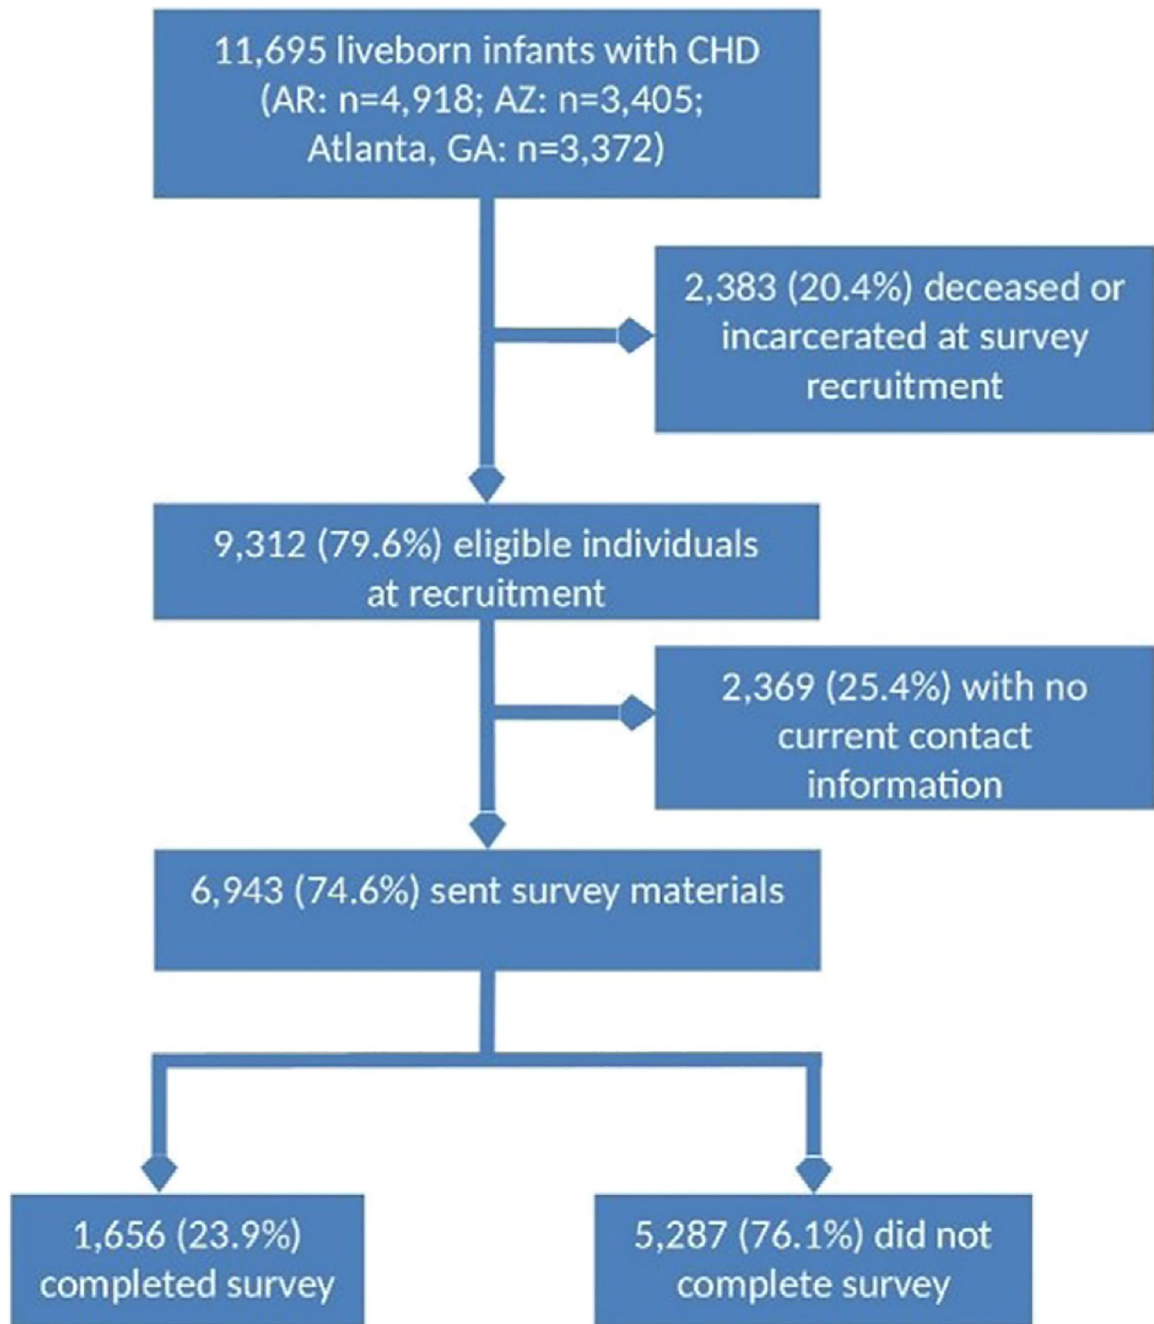 11,695 liveborn infants with CHD
(AR: n=4,918; AZ: n=3,405;
Atlanta, GA: n=3,372)
2,383 (20.4%) deceased or
incarcerated at survey
recruitment
9,312 (79.6%) eligible individuals
at recruitment
2,369 (25.4%) with no
current contact
information
6,943 (74.6%) sent survey materials
1,656 (23.9%)
completed survey
5,287 (76.1%) did not
complete survey